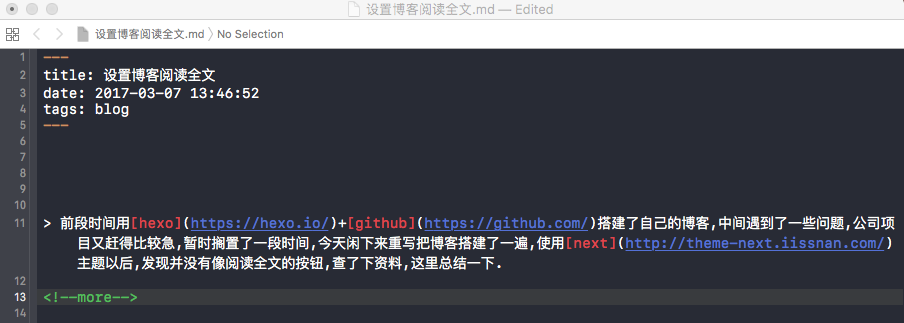 设置博客阅读全文.md — Edited
设置博客阅读全文.md No Selection
1 ---
2 title: 设置博客阅读全文
3 date: 2017-03-07 13:46:52
4 tags: blog
5 ---
6
7
8
9
10
11 > 前段时间用[hexo](https://hexo.io/)+[github](https://github.com/)搭建了自己的博客,中间遇到了一些问题,公司项
目又赶得比较急,暂时搁置了一段时间,今天闲下来重写把博客搭建了一遍,使用[next](http://theme-next.iissnan.com/)
主题以后,发现并没有像阅读全文的按钮,查了下资料,这里总结一下.
12
13 <!--more-->
14